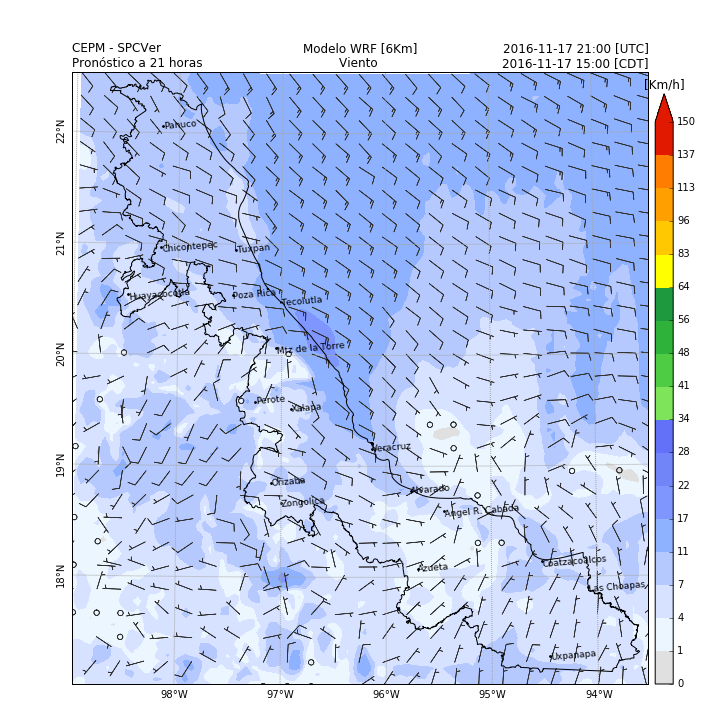 CEPM - SPCVer
Modelo WRF [6Km]
2016-11-17 21:00 [UTC]
Pronóstico a 21 horas
Viento
2016-11-17 15:00 [CDT]
[Km/h]
150
137
113
96
83
64
56
48
41
34
28
22
17
11
7
4
1
0
22°N
21°N
20°N
19°N
18°N
98°W
97°W
96°W
95°W
94°W
Panuco
Chicontepec
Tuxpan
Huayacocotla
Poza Rica
Tecolutla
Mtz de la Torre
Perote
Xalapa
Veracruz
Orizaba
Zongolica
Alvarado
Angel R. Cabada
Azueta
Coatzacoalcos
Las Choapas
Uxpanapa